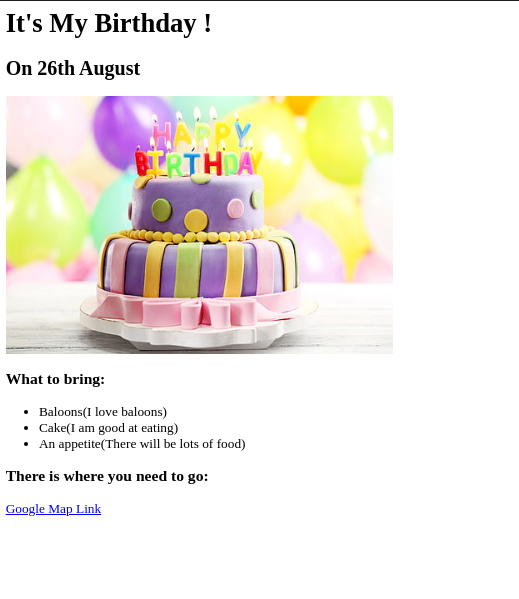 It's My Birthday !
On 26th August
HAPPY
BIRTHDAY
What to bring:
Baloons(I love baloons)
Cake(I am good at eating)
An appetite(There will be lots of food)
There is where you need to go:
Google Map Link